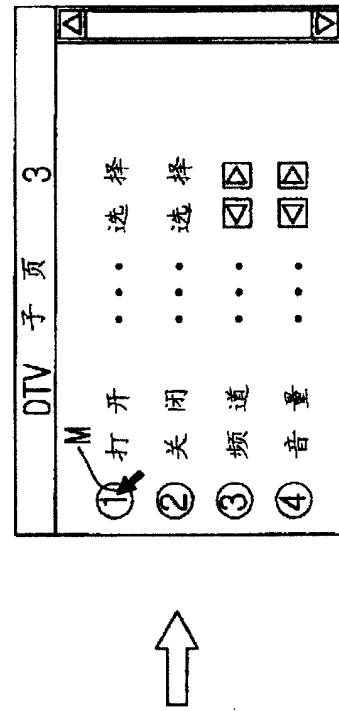 DTV 子页 3
M
① 打开 ... 选择
② 关闭 ... 选择
③ 频道 ... ◁ ▷
④ 音量 ... ◁ ▷